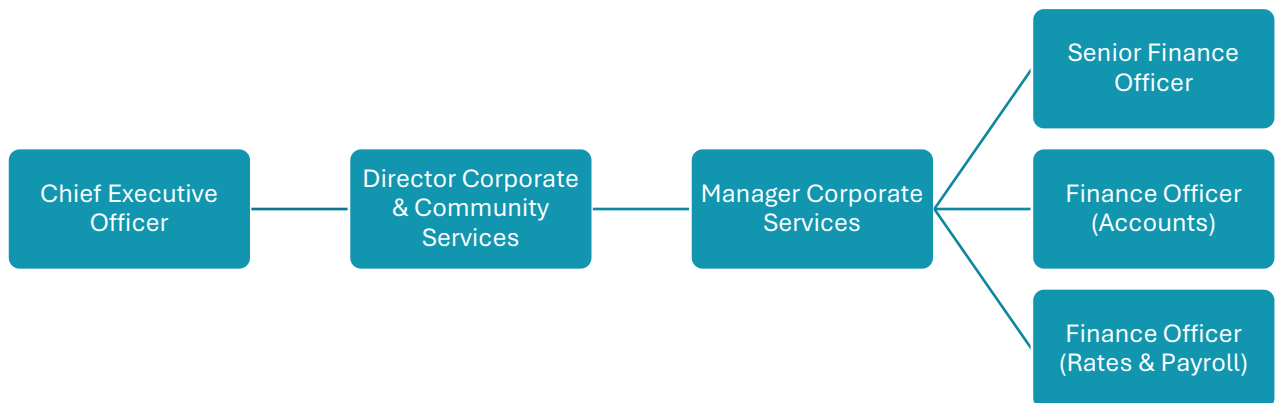 Chief Executive
Officer
Director Corporate
& Community
Services
Manager Corporate
Services
Senior Finance
Officer
Finance Officer
(Accounts)
Finance Officer
(Rates & Payroll)